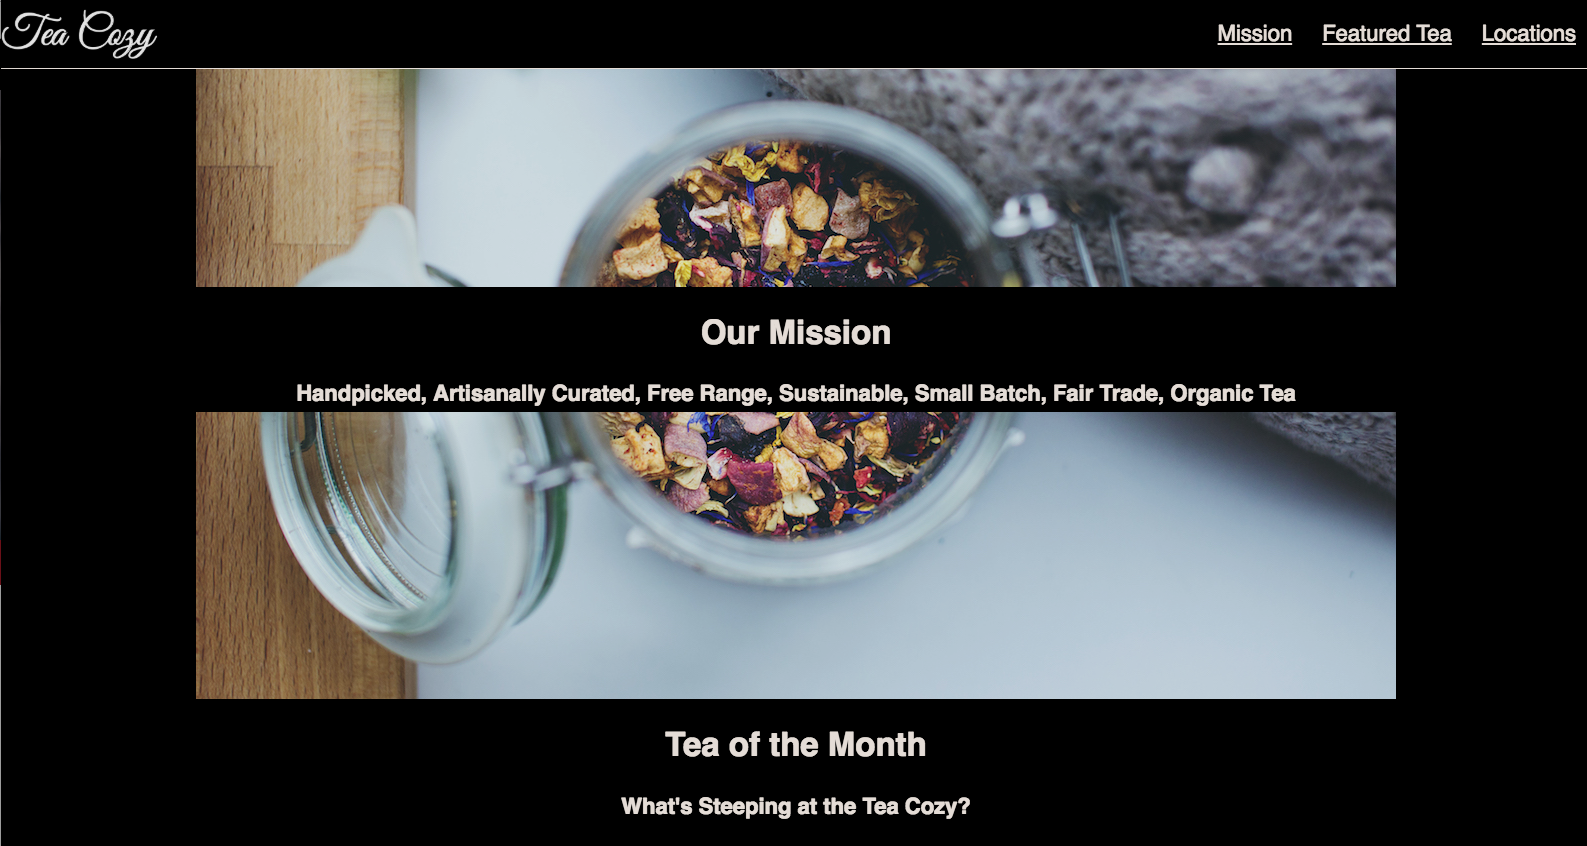 Tea Cozy
Mission Featured Tea Locations
Our Mission
Handpicked, Artisanally Curated, Free Range, Sustainable, Small Batch, Fair Trade, Organic Tea
Tea of the Month
What's Steeping at the Tea Cozy?